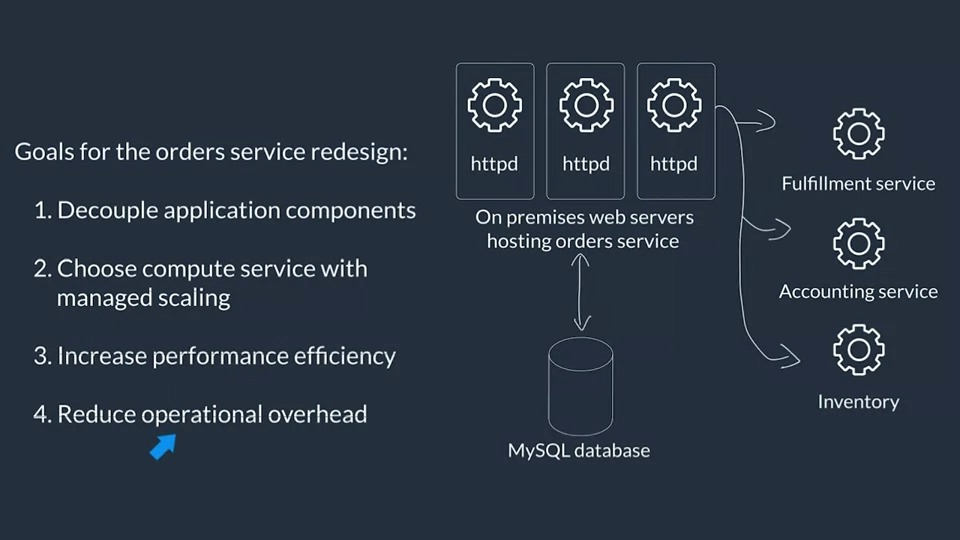 Goals for the orders service redesign:
1. Decouple application components
2. Choose compute service with
managed scaling
3. Increase performance efficiency
4. Reduce operational overhead
httpd
httpd
httpd
On premises web servers
hosting orders service
MySQL database
Fulfillment service
Accounting service
Inventory